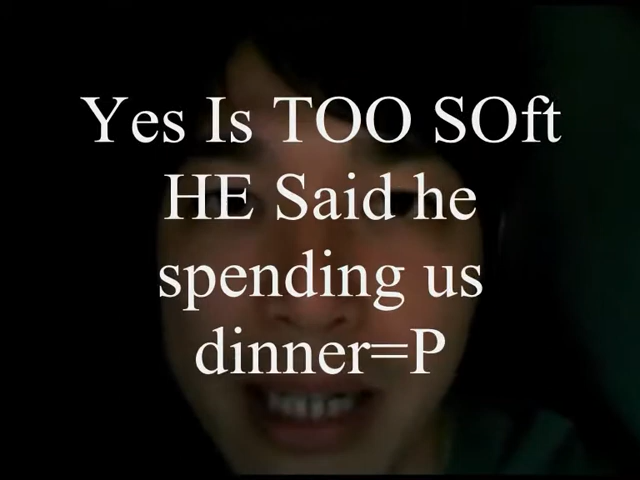 Yes Is TOO SOft
HE Said he
spending us
dinner=P